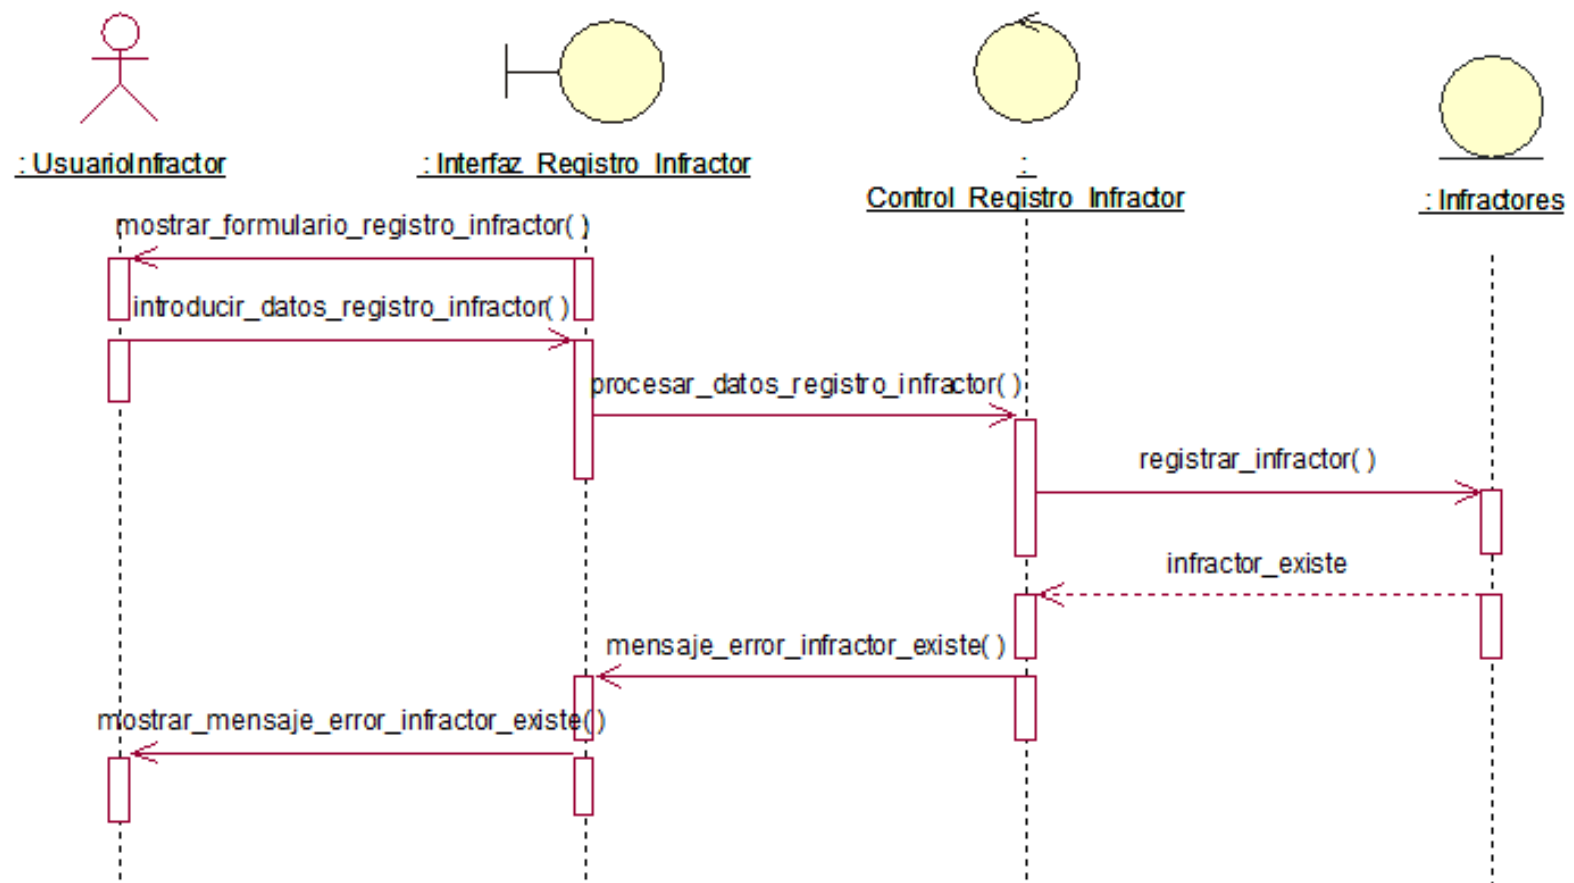 : UsuarioInfractor
: Interfaz_Registro_Infractor
:
Control_Registro_Infractor
: Infractores
mostrar_formulario_registro_infractor( )
introducir_datos_registro_infractor( )
procesar_datos_registro_infractor( )
registrar_infractor( )
infractor_existe
mensaje_error_infractor_existe( )
mostrar_mensaje_error_infractor_existe( )